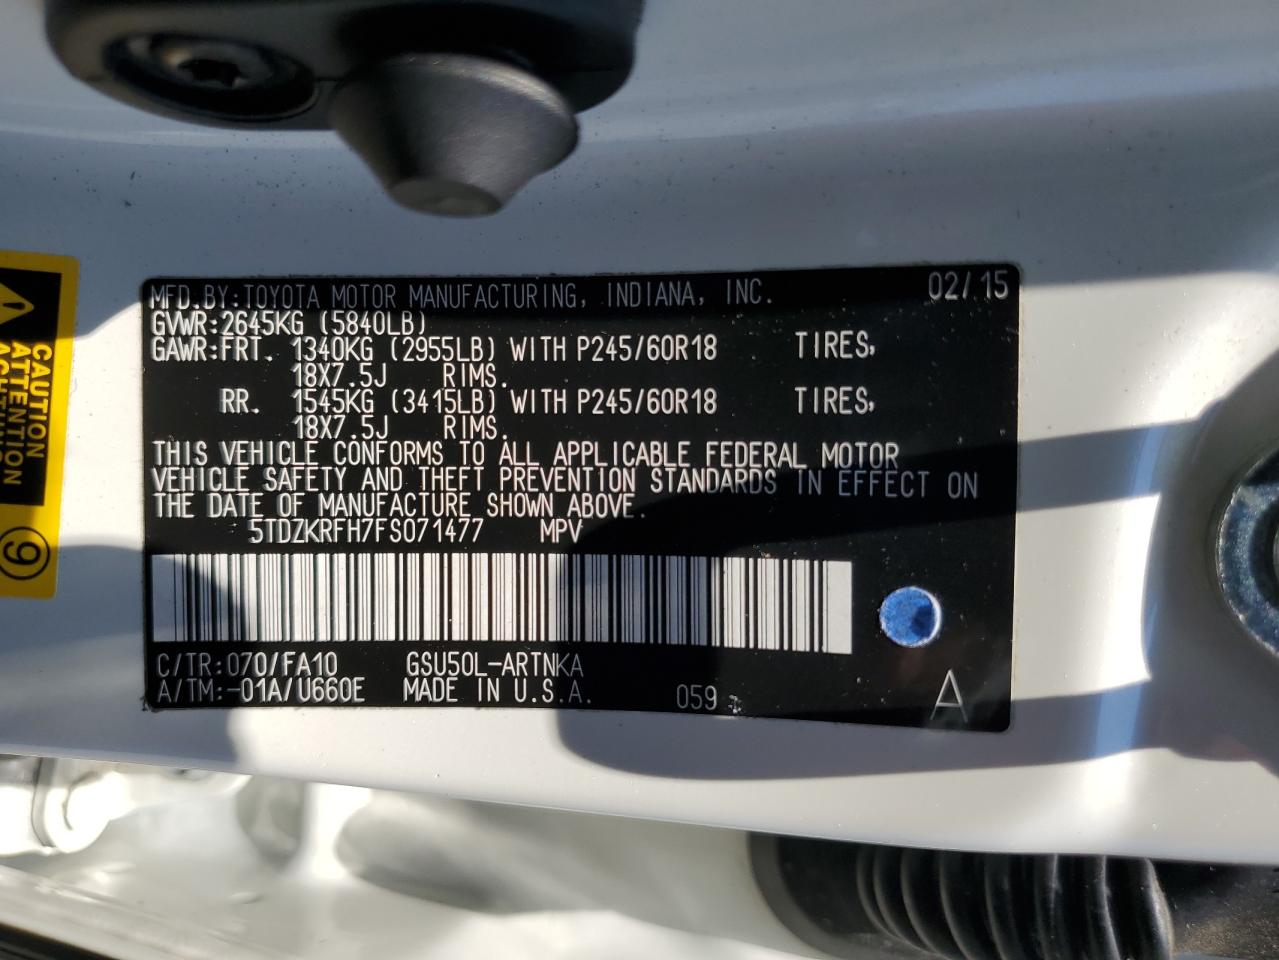 MFD.BY:TOYOTA MOTOR MANUFACTURING, INDIANA, INC. 02/15
GVWR:2645KG (5840LB)
GAWR:FRT. 1340KG (2955LB) WITH P245/60R18 TIRES,
18X7.5J RIMS.
RR. 1545KG (3415LB) WITH P245/60R18 TIRES,
18X7.5J RIMS.
THIS VEHICLE CONFORMS TO ALL APPLICABLE FEDERAL MOTOR
VEHICLE SAFETY AND THEFT PREVENTION STANDARDS IN EFFECT ON
THE DATE OF MANUFACTURE SHOWN ABOVE.
5TDZKRFH7FS071477 MPV
C/TR:070/FA10 GSU50L-ARTNKA
A/TM:-01A/U660E MADE IN U.S.A. 059 A
CAUTION
ATTENTION
9